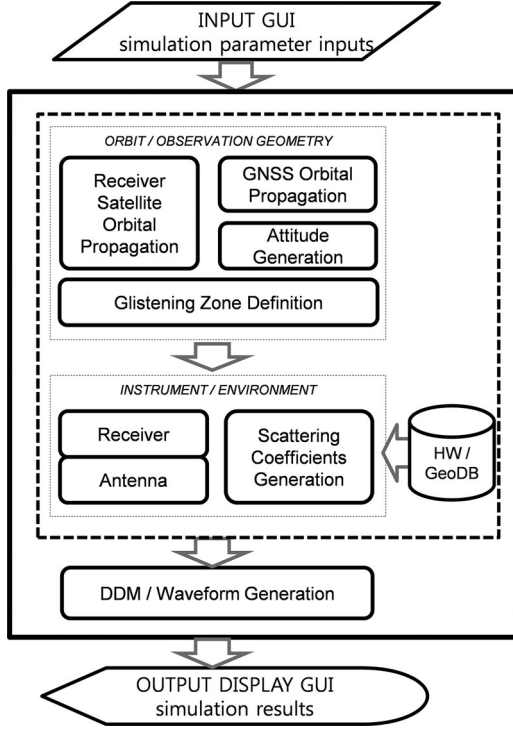 INPUT GUI
simulation parameter inputs
ORBIT / OBSERVATION GEOMETRY
Receiver
Satellite
Orbital
Propagation
GNSS Orbital
Propagation
Attitude
Generation
Glistening Zone Definition
INSTRUMENT / ENVIRONMENT
Receiver
Antenna
Scattering
Coefficients
Generation
HW /
GeoDB
DDM / Waveform Generation
OUTPUT DISPLAY GUI
simulation results